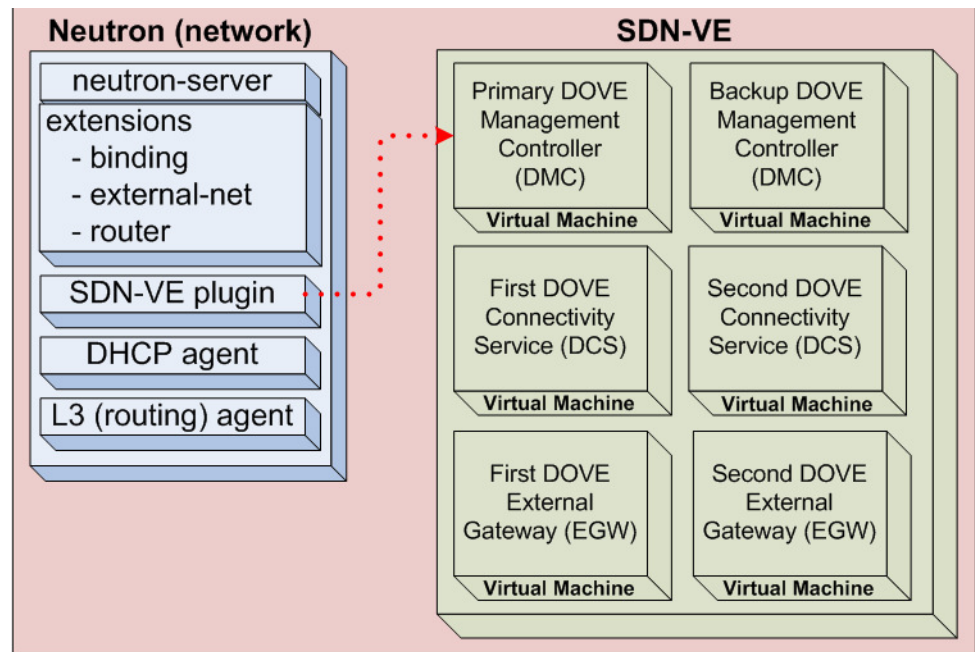 Neutron (network)
neutron-server
extensions
- binding
- external-net
- router
SDN-VE plugin
DHCP agent
L3 (routing) agent
SDN-VE
Primary DOVE
Management
Controller
(DMC)
Virtual Machine
Backup DOVE
Management
Controller
(DMC)
Virtual Machine
First DOVE
Connectivity
Service (DCS)
Virtual Machine
Second DOVE
Connectivity
Service (DCS)
Virtual Machine
First DOVE
External
Gateway (EGW)
Virtual Machine
Second DOVE
External
Gateway (EGW)
Virtual Machine